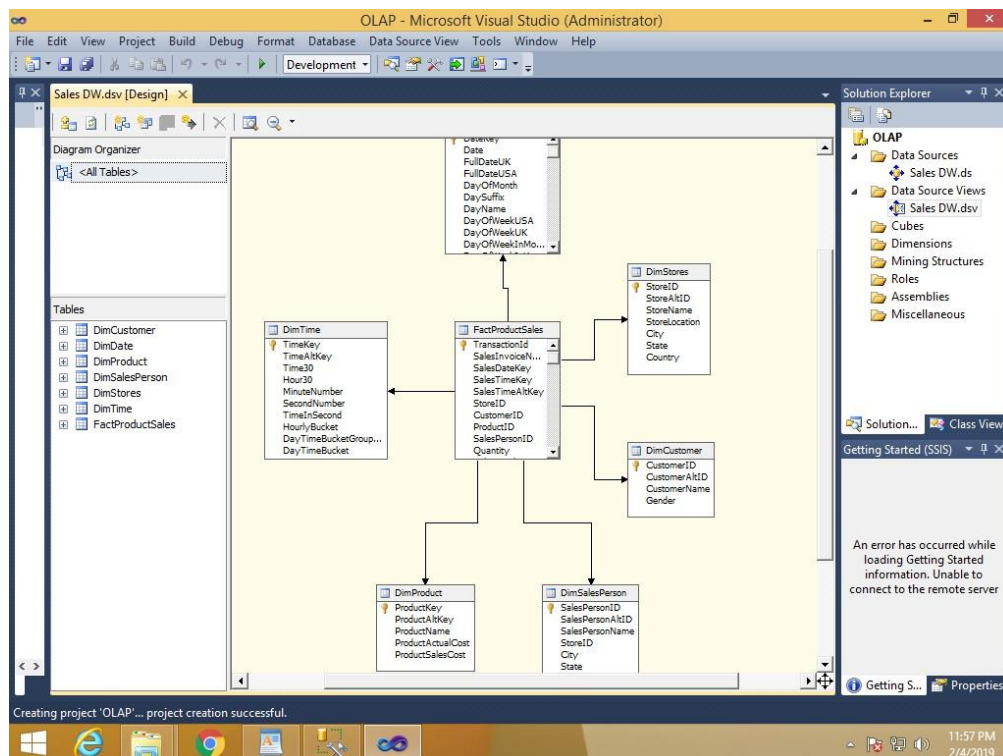 OLAP - Microsoft Visual Studio (Administrator)
File Edit View Project Build Debug Format Database Data Source View Tools Window Help
Development
Sales DW.dsv [Design]
Diagram Organizer
<All Tables>
Tables
DimCustomer
DimDate
DimProduct
DimSalesPerson
DimStores
DimTime
FactProductSales
DateKey
Date
FullDateUK
FullDateUSA
DayOfMonth
DaySuffix
DayName
DayOfWeekUSA
DayOfWeekUK
DayOfWeekInMo...
DimStores
StoreID
StoreAltID
StoreName
StoreLocation
City
State
Country
DimTime
TimeKey
TimeAltKey
Time30
Hour30
MinuteNumber
SecondNumber
TimeInSecond
HourlyBucket
DayTimeBucketGroup...
DayTimeBucket
FactProductSales
TransactionId
SalesInvoiceN...
SalesDateKey
SalesTimeKey
SalesTimeAltKey
StoreID
CustomerID
ProductID
SalesPersonID
Quantity
DimCustomer
CustomerID
CustomerAltID
CustomerName
Gender
DimProduct
ProductKey
ProductAltKey
ProductName
ProductActualCost
ProductSalesCost
DimSalesPerson
SalesPersonID
SalesPersonAltID
SalesPersonName
StoreID
City
State
Solution Explorer
OLAP
Data Sources
Sales DW.ds
Data Source Views
Sales DW.dsv
Cubes
Dimensions
Mining Structures
Roles
Assemblies
Miscellaneous
Solution... Class View
Getting Started (SSIS)
An error has occurred while
loading Getting Started
information. Unable to
connect to the remote server
Getting S... Properties
Creating project 'OLAP'... project creation successful.
11:57 PM
2/4/2019